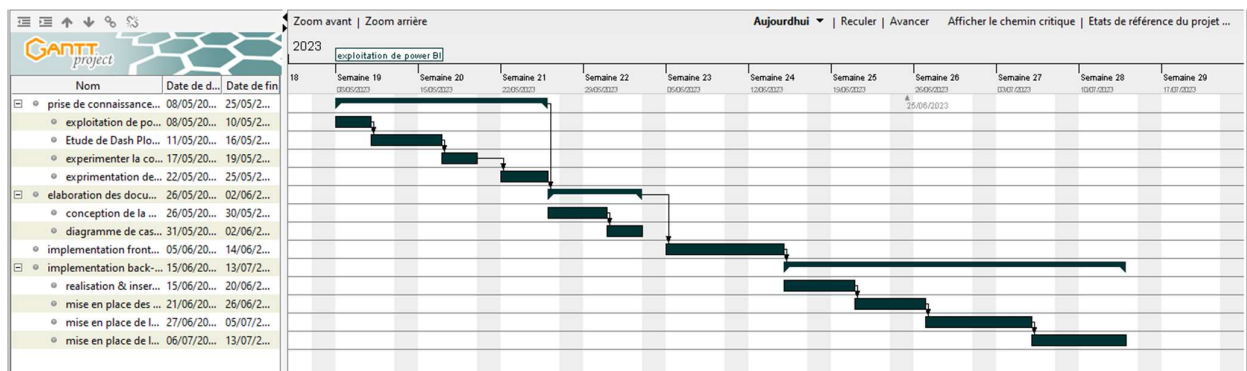 Zoom avant | Zoom arrière
Aujourd'hui ▼ | Reculer | Avancer
Afficher le chemin critique | Etats de référence du projet ...
GANTT
project
2023
exploitation de power BI
Nom
Date de d...
Date de fin
18
Semaine 19
Semaine 20
Semaine 21
Semaine 22
Semaine 23
Semaine 24
Semaine 25
Semaine 26
Semaine 27
Semaine 28
Semaine 29
08/05/2023
15/05/2023
22/05/2023
29/05/2023
05/06/2023
12/06/2023
19/06/2023
26/06/2023
03/07/2023
10/07/2023
17/07/2023
25/06/2023
prise de connaissance... 08/05/20... 25/05/2...
exploitation de po... 08/05/20... 10/05/2...
Etude de Dash Plo... 11/05/20... 16/05/2...
experimenter la co... 17/05/20... 19/05/2...
exprimentation de... 22/05/20... 25/05/2...
elaboration des docu... 26/05/20... 02/06/2...
conception de la ... 26/05/20... 30/05/2...
diagramme de cas... 31/05/20... 02/06/2...
implementation front... 05/06/20... 14/06/2...
implementation back-... 15/06/20... 13/07/2...
realisation & inser... 15/06/20... 20/06/2...
mise en place des ... 21/06/20... 26/06/2...
mise en place de l... 27/06/20... 05/07/2...
mise en place de l... 06/07/20... 13/07/2...